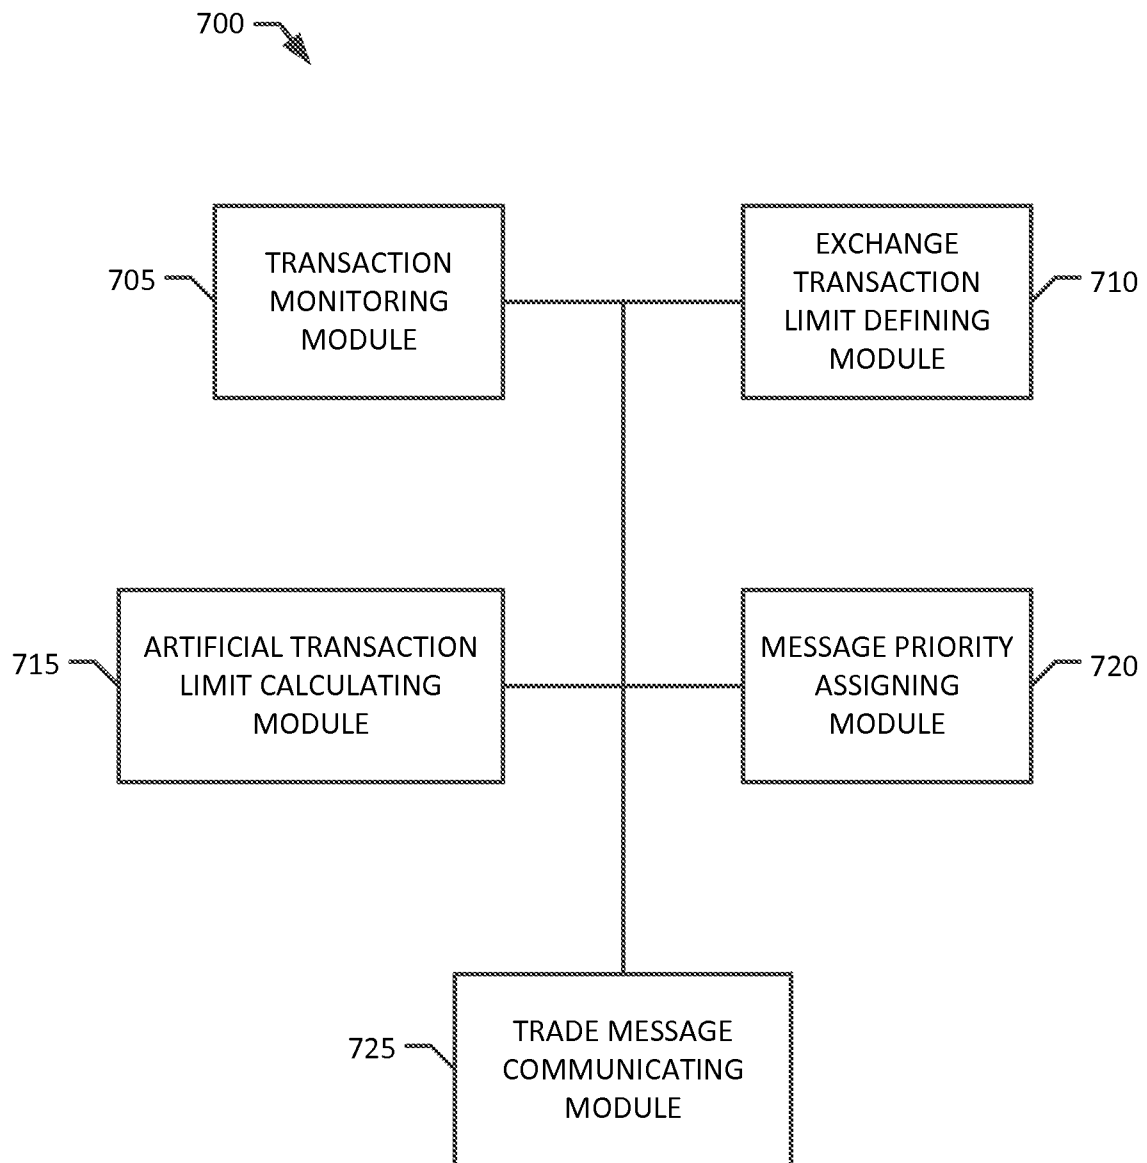 700
705
TRANSACTION
MONITORING
MODULE
EXCHANGE
TRANSACTION
LIMIT DEFINING
MODULE
710
715
ARTIFICIAL TRANSACTION
LIMIT CALCULATING
MODULE
MESSAGE PRIORITY
ASSIGNING
MODULE
720
725
TRADE MESSAGE
COMMUNICATING
MODULE